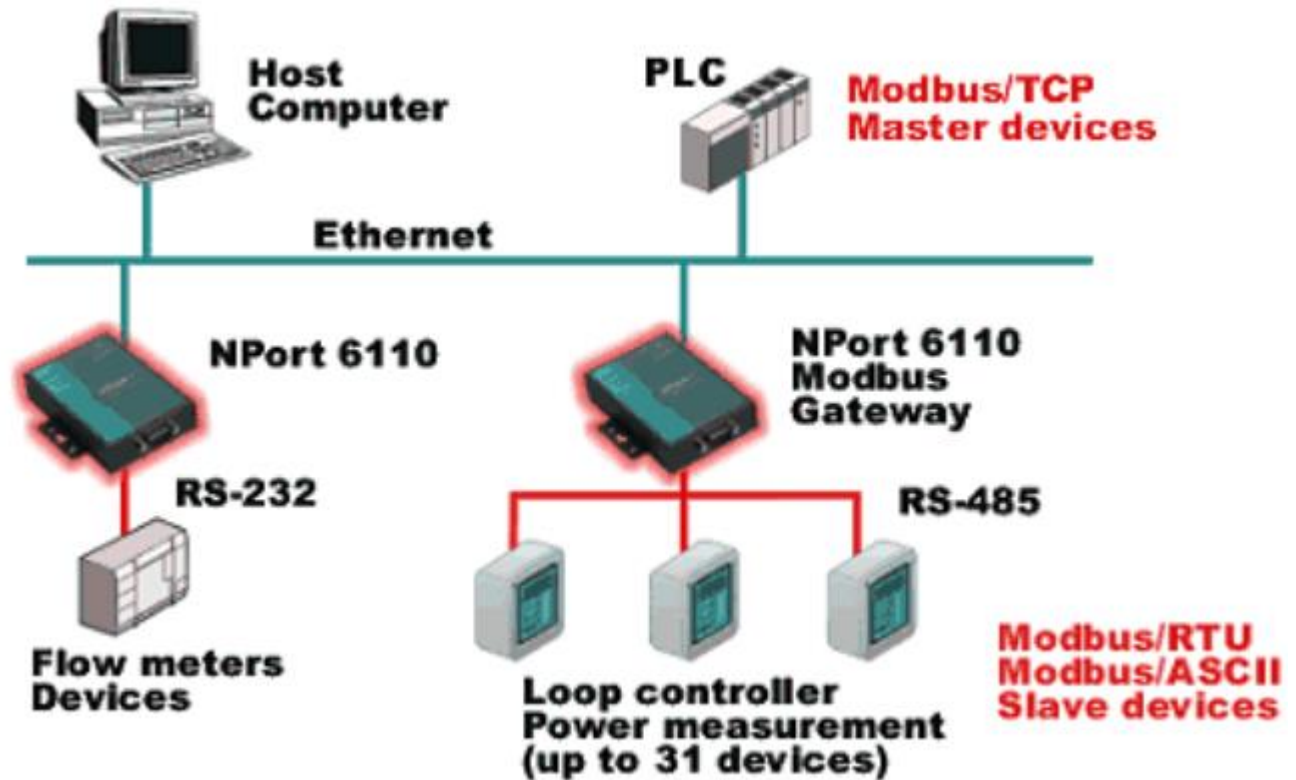 Host
Computer
PLC
Modbus/TCP
Master devices
Ethernet
NPort 6110
NPort 6110
Modbus
Gateway
RS-232
RS-485
Flow meters
Devices
Loop controller
Power measurement
(up to 31 devices)
Modbus/RTU
Modbus/ASCII
Slave devices